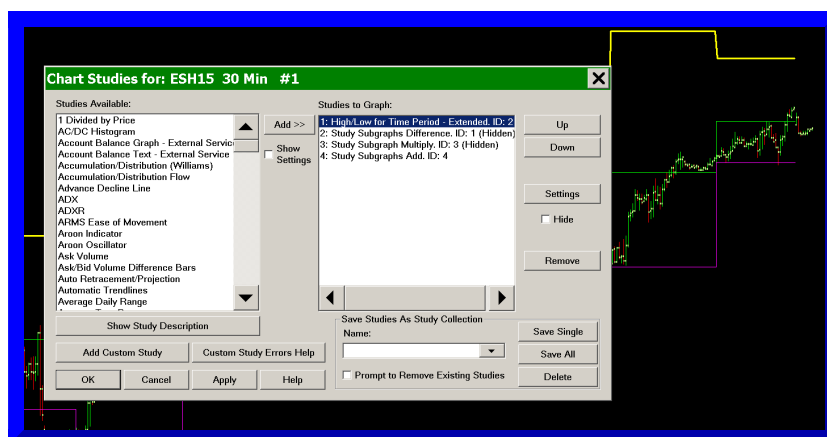 Chart Studies for: ESH15 30 Min #1
Studies Available:
1 Divided by Price
AC/DC Histogram
Account Balance Graph - External Servic
Account Balance Text - External Service
Accumulation/Distribution (Williams)
Accumulation/Distribution Flow
Advance Decline Line
ADX
ADXR
ARMS Ease of Movement
Aroon Indicator
Aroon Oscillator
Ask Volume
Ask/Bid Volume Difference Bars
Auto Retracement/Projection
Automatic Trendlines
Average Daily Range
Add >>
Show
Settings
Studies to Graph:
1: High/Low for Time Period - Extended. ID: 2
2: Study Subgraphs Difference. ID: 1 (Hidden)
3: Study Subgraph Multiply. ID: 3 (Hidden)
4: Study Subgraphs Add. ID: 4
Up
Down
Settings
Hide
Remove
Show Study Description
Add Custom Study
Custom Study Errors Help
OK
Cancel
Apply
Help
Save Studies As Study Collection
Name:
Prompt to Remove Existing Studies
Save Single
Save All
Delete